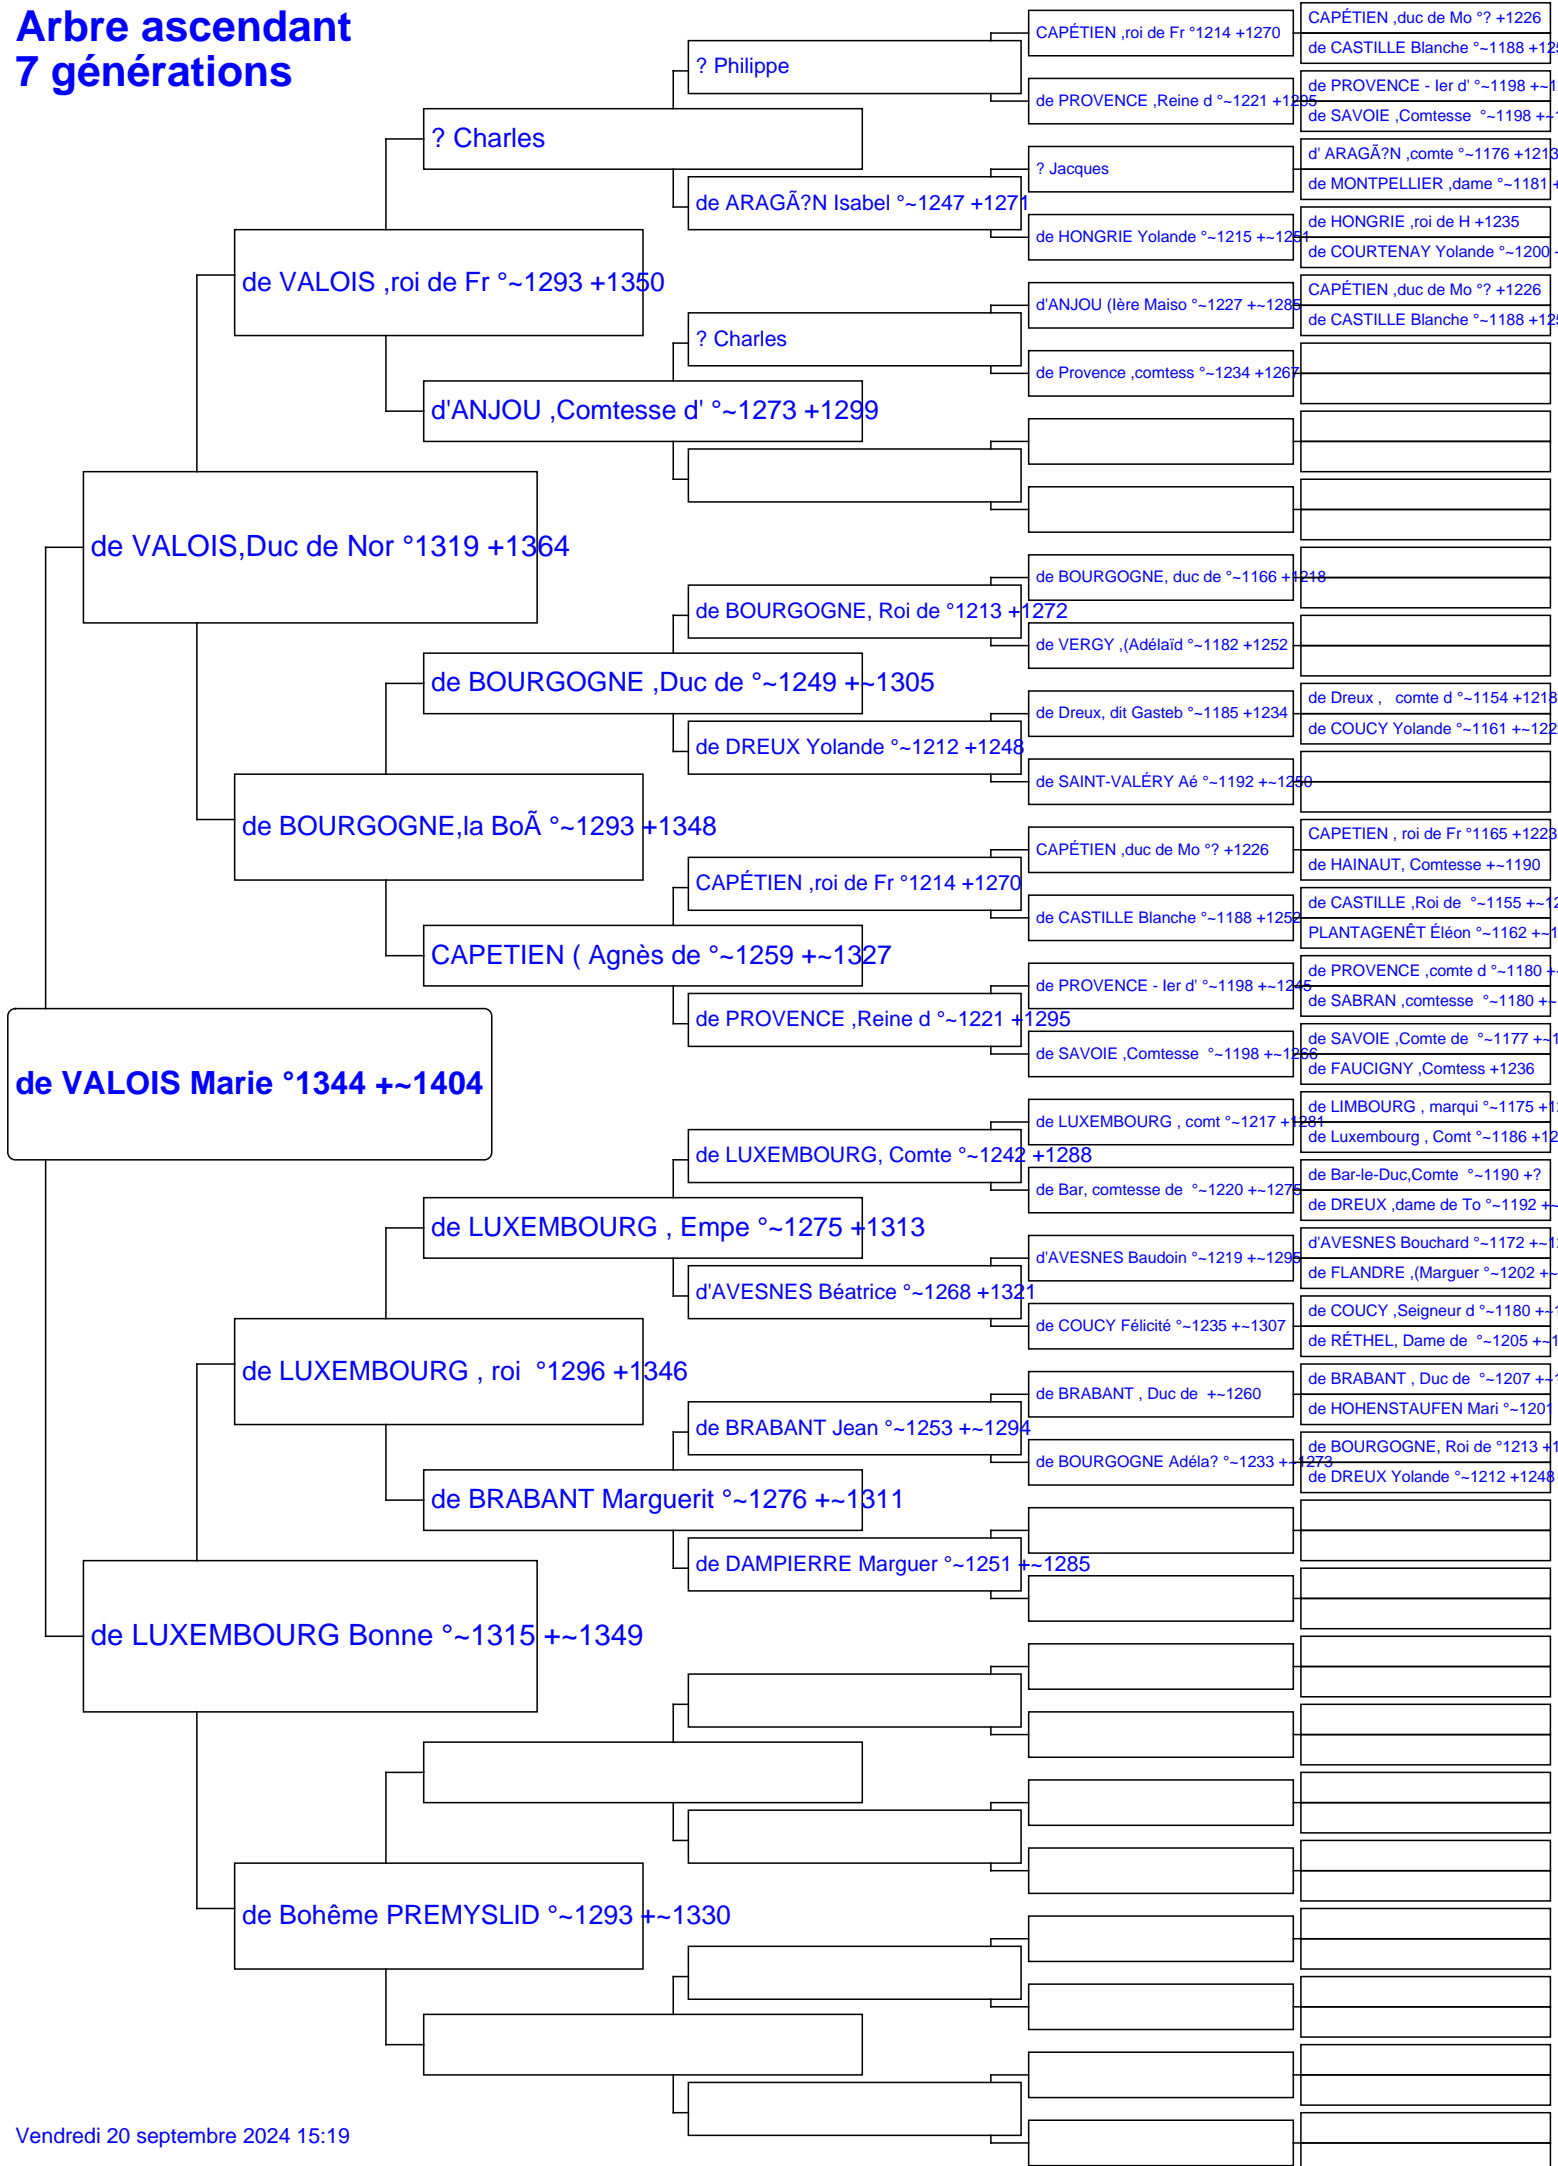 Arbre ascendant
7 générations
de VALOIS Marie °1344 +~1404
de VALOIS,Duc de Nor °1319 +1364
de LUXEMBOURG Bonne °~1315 +~1349
de VALOIS ,roi de Fr °~1293 +1350
de BOURGOGNE,la BoÃ °~1293 +1348
de LUXEMBOURG , roi  °1296 +1346
de Bohême PREMYSLID °~1293 +~1330
? Charles
d'ANJOU ,Comtesse d' °~1273 +1299
de BOURGOGNE ,Duc de °~1249 +~1305
CAPETIEN ( Agnès de °~1259 +~1327
de LUXEMBOURG , Empe °~1275 +1313
de BRABANT Marguerit °~1276 +~1311
? Philippe
de ARAGÃ?N Isabel °~1247 +1271
? Charles
de BOURGOGNE, Roi de °1213 +1272
de DREUX Yolande °~1212 +1248
CAPÉTIEN ,roi de Fr °1214 +1270
de PROVENCE ,Reine d °~1221 +1295
de LUXEMBOURG, Comte °~1242 +1288
d'AVESNES Béatrice °~1268 +1321
de BRABANT Jean °~1253 +~1294
de DAMPIERRE Marguer °~1251 +~1285
CAPÉTIEN ,roi de Fr °1214 +1270
de PROVENCE ,Reine d °~1221 +1295
? Jacques
de HONGRIE Yolande °~1215 +~1251
d'ANJOU (Ière Maiso °~1227 +~1285
de Provence ,comtess °~1234 +1267
de BOURGOGNE, duc de °~1166 +1218
de VERGY ,(Adélaïd °~1182 +1252
de Dreux, dit Gasteb °~1185 +1234
de SAINT-VALÉRY Aé °~1192 +~1250
CAPÉTIEN ,duc de Mo °? +1226
de CASTILLE Blanche °~1188 +1252
de PROVENCE - Ier d' °~1198 +~1245
de SAVOIE ,Comtesse  °~1198 +~1266
de LUXEMBOURG , comt °~1217 +1281
de Bar, comtesse de  °~1220 +~1275
d'AVESNES Baudoin °~1219 +~1295
de COUCY Félicité °~1235 +~1307
de BRABANT , Duc de  +~1260
de BOURGOGNE Adéla? °~1233 +~1273
CAPÉTIEN ,duc de Mo °? +1226
de CASTILLE Blanche °~1188 +125
de PROVENCE - Ier d' °~1198 +~1
de SAVOIE ,Comtesse  °~1198 +~1
d' ARAGÃ?N ,comte °~1176 +1213
de MONTPELLIER ,dame °~1181 +
de HONGRIE ,roi de H +1235
de COURTENAY Yolande °~1200 +
CAPÉTIEN ,duc de Mo °? +1226
de CASTILLE Blanche °~1188 +125
de Dreux ,   comte d °~1154 +1218
de COUCY Yolande °~1161 +~122
CAPETIEN , roi de Fr °1165 +1223
de HAINAUT, Comtesse +~1190
de CASTILLE ,Roi de  °~1155 +~12
PLANTAGENÊT Éléon °~1162 +~1
de PROVENCE ,comte d °~1180 +
de SABRAN ,comtesse  °~1180 +~
de SAVOIE ,Comte de  °~1177 +~1
de FAUCIGNY ,Comtess +1236
de LIMBOURG , marqui °~1175 +12
de Luxembourg , Comt °~1186 +12
de Bar-le-Duc,Comte  °~1190 +?
de DREUX ,dame de To °~1192 +~
d'AVESNES Bouchard °~1172 +~12
de FLANDRE ,(Marguer °~1202 +~
de COUCY ,Seigneur d °~1180 +~1
de RÉTHEL, Dame de  °~1205 +~1
de BRABANT , Duc de  °~1207 +~1
de HOHENSTAUFEN Mari °~1201
de BOURGOGNE, Roi de °1213 +1
de DREUX Yolande °~1212 +1248
Vendredi 20 septembre 2024 15:19